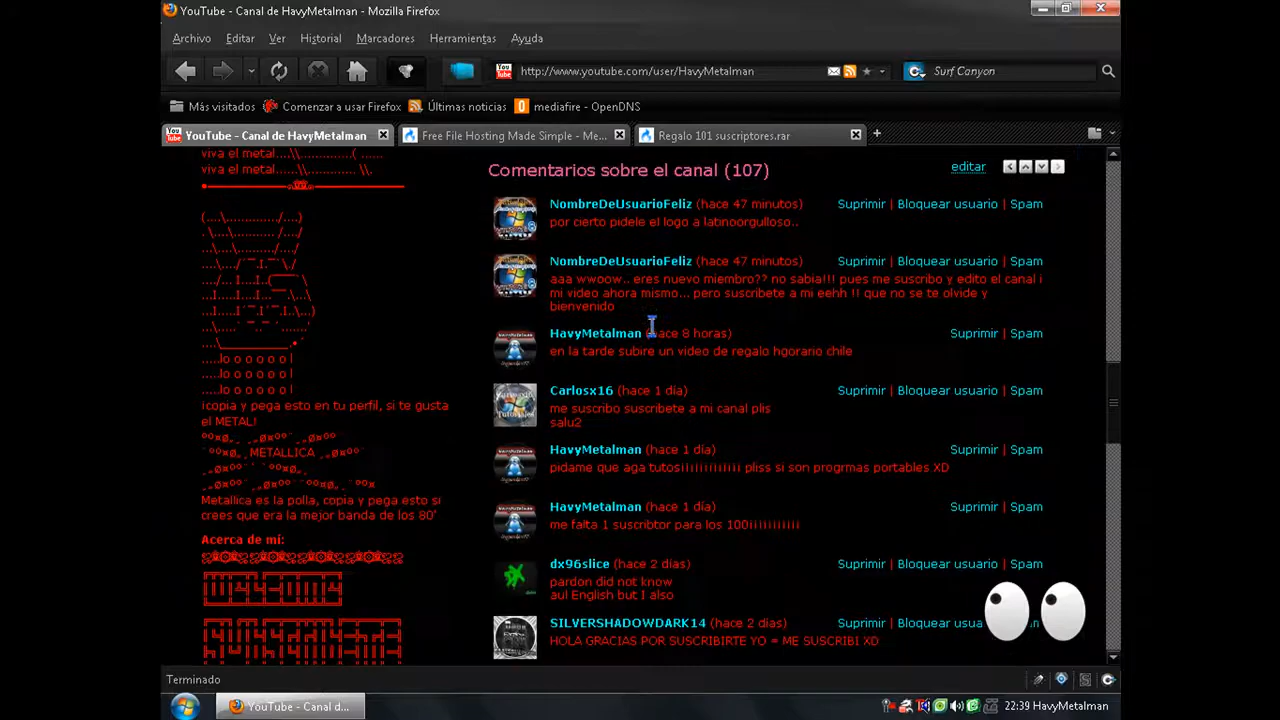 YouTube - Canal de HavyMetalman - Mozilla Firefox
Archivo Editar Ver Historial Marcadores Herramientas Ayuda
You Tube http://www.youtube.com/user/HavyMetalman Surf Canyon
Más visitados Comenzar a usar Firefox Últimas noticias mediafire - OpenDNS
YouTube - Canal de HavyMetalman Free File Hosting Made Simple - Me... Regalo 101 suscriptores.rar
viva el metal....\\............( ......
viva el metal......\\............ \\.
¡copia y pega esto en tu perfil, si te gusta
el METAL!
METALLICA
Metallica es la polla, copia y pega esto si
crees que era la mejor banda de los 80'
Acerca de mí:
Comentarios sobre el canal (107) editar
NombreDeUsuarioFeliz (hace 47 minutos) Suprimir | Bloquear usuario | Spam
por cierto pidele el logo a latinoorgulloso..
NombreDeUsuarioFeliz (hace 47 minutos) Suprimir | Bloquear usuario | Spam
aaa wwoow.. eres nuevo miembro?? no sabia!!! pues me suscribo y edito el canal i
mi video ahora mismo... pero suscribete a mi eehh !! que no se te olvide y
bienvenido
HavyMetalman (hace 8 horas) Suprimir | Spam
en la tarde subire un video de regalo hgorario chile
Carlosx16 (hace 1 día) Suprimir | Bloquear usuario | Spam
me suscribo suscribete a mi canal plis
salu2
HavyMetalman (hace 1 día) Suprimir | Spam
pidame que aga tutosiiiiiiiiiiiii pliss si son progrmas portables XD
HavyMetalman (hace 1 día) Suprimir | Spam
me falta 1 suscribtor para los 100iiiiiiiiiii
dx96slice (hace 2 días) Suprimir | Bloquear usuario | Spam
pardon did not know
aul English but I also
SILVERSHADOWDARK14 (hace 2 días) Suprimir | Bloquear
HOLA GRACIAS POR SUSCRIBIRTE YO = ME SUSCRIBI XD
Terminado
YouTube - Canal d... 22:39 HavyMetalman